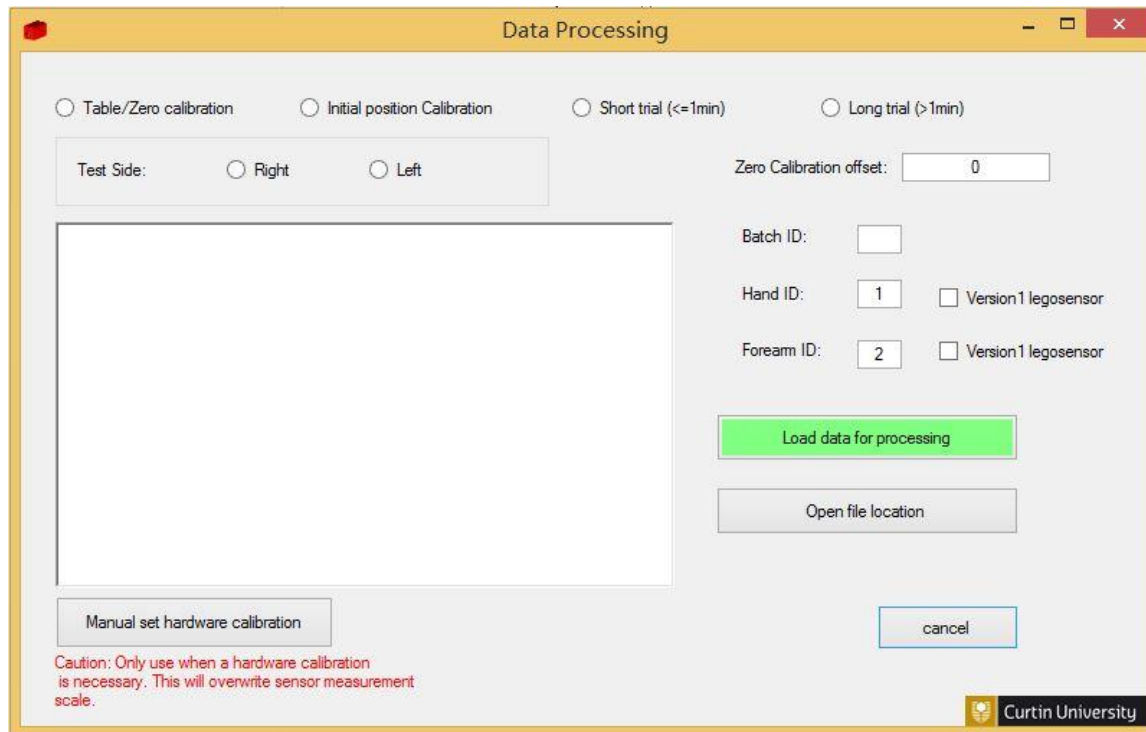 Data Processing
Table/Zero calibration
Initial position Calibration
Short trial (<=1min)
Long trial (>1min)
Test Side:
Right
Left
Zero Calibration offset:
0
Batch ID:
Hand ID:
1
Version1 legosensor
Forearm ID:
2
Version1 legosensor
Load data for processing
Open file location
Manual set hardware calibration
cancel
Caution: Only use when a hardware calibration
is necessary. This will overwrite sensor measurement
scale.
Curtin University